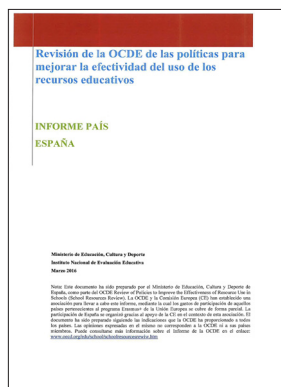 Revisión de la OCDE de las políticas para
mejorar la efectividad del uso de los
recursos educativos
INFORME PAÍS
ESPAÑA
Ministerio de Educación, Cultura y Deporte
Instituto Nacional de Evaluación Educativa
Marzo 2016
Nota: Este documento ha sido preparado por el Ministerio de Educación, Cultura y Deporte de
España, como parte del OCDE Review of Policies to Improve the Effectiveness of Resource Use in
Schools (School Resources Review). La OCDE y la Comisión Europea (CE) han establecido una
asociación para llevar a cabo este informe, mediante la cual los gastos de participación de aquellos
países pertenecientes al programa Erasmus+ de la Unión Europea se cubre de forma parcial. La
participación de España se organizó gracias al apoyo de la CE en el contexto de esta asociación. El
documento ha sido preparado siguiendo las indicaciones que la OCDE ha proporcionado a todos
los países. Las opiniones expresadas en el mismo no corresponden a la OCDE ni a sus países
miembros. Puede consultarse más información sobre el Informe de la OCDE en el enlace:
www.oecd.org/edu/school/schoolresourcesreview.htm